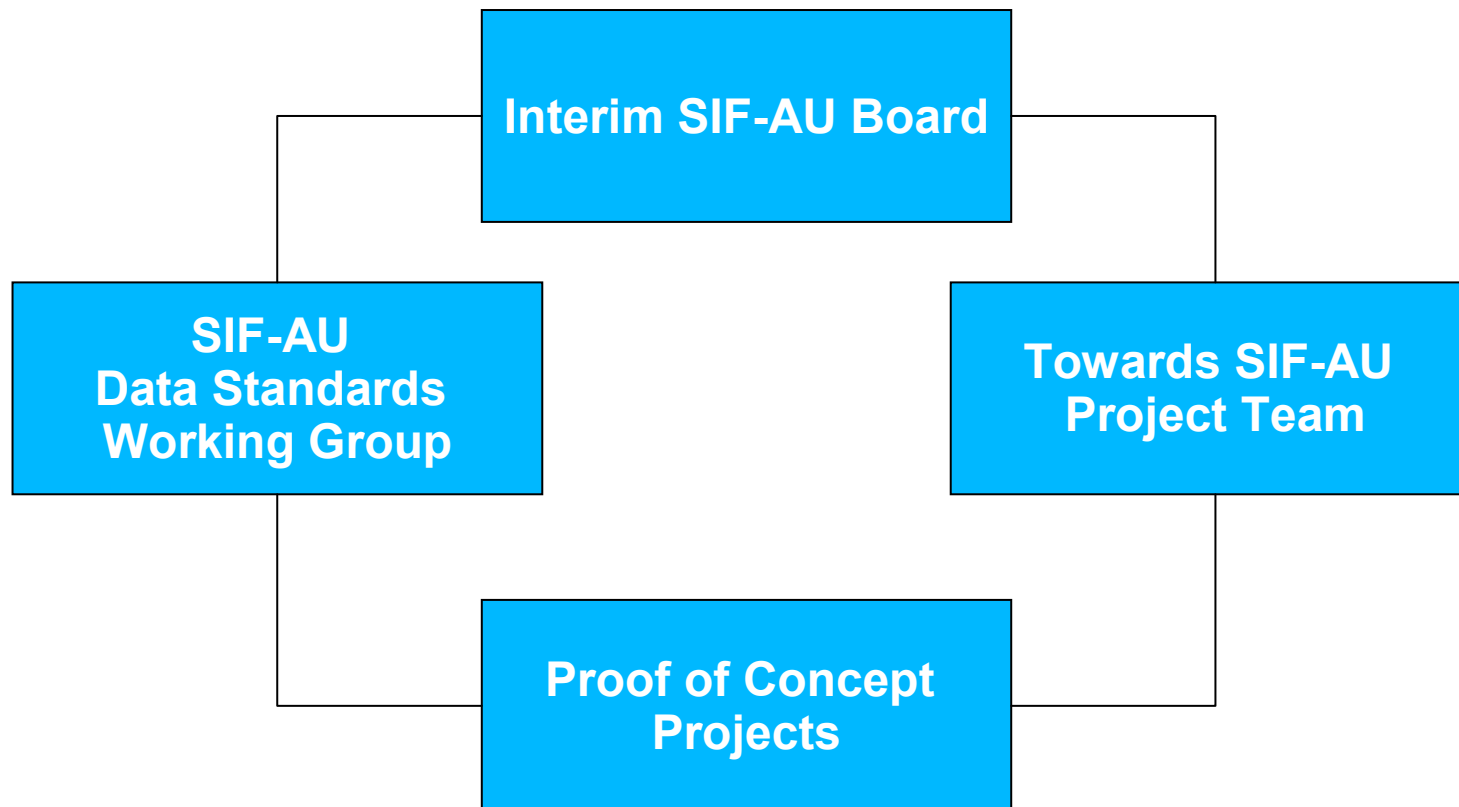 Interim SIF-AU Board
SIF-AU
Data Standards
Working Group
Towards SIF-AU
Project Team
Proof of Concept
Projects